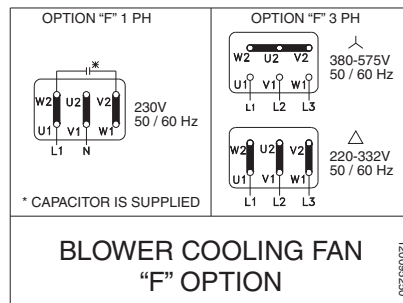 OPTION "F" 1 PH
*
W2 U2 V2
U1 V1 W1
L1 N
230V
50 / 60 Hz
* CAPACITOR IS SUPPLIED
OPTION "F" 3 PH
W2 U2 V2
U1 V1 W1
L1 L2 L3
380-575V
50 / 60 Hz
W2 U2 V2
U1 V1 W1
L1 L2 L3
220-332V
50 / 60 Hz
BLOWER COOLING FAN
“F” OPTION